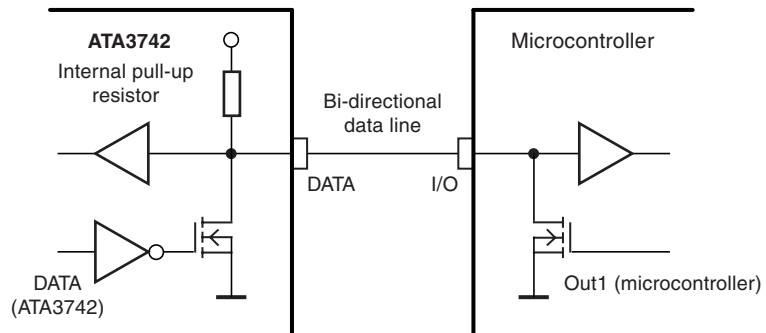 ATA3742
Internal pull-up
resistor
Microcontroller
Bi-directional
data line
DATA
I/O
DATA
(ATA3742)
Out1 (microcontroller)